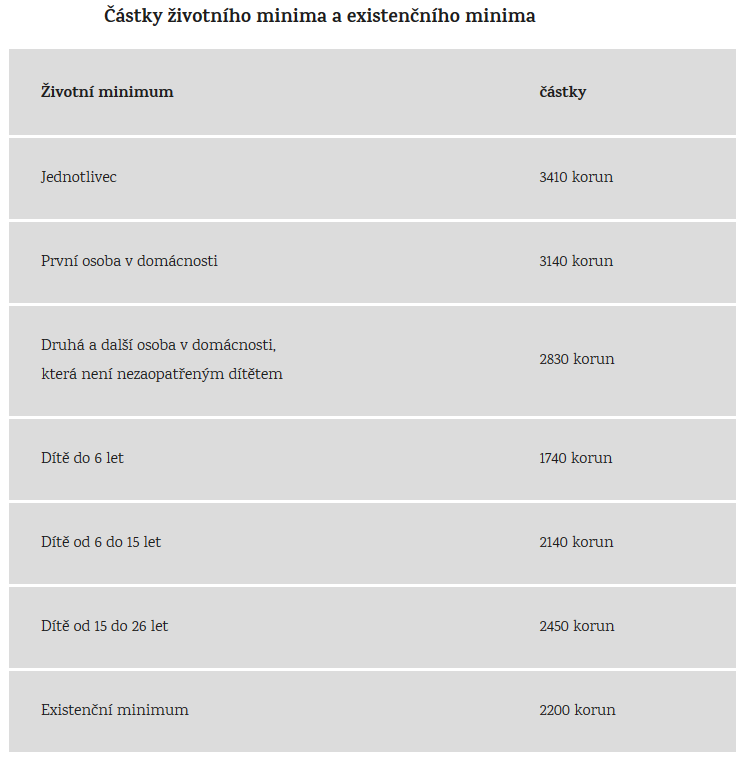 Částky životního minima a existenčního minima
Životní minimum částky
Jednotlivec 3410 korun
První osoba v domácnosti 3140 korun
Druhá a další osoba v domácnosti,
která není nezaopatřeným dítětem 2830 korun
Dítě do 6 let 1740 korun
Dítě od 6 do 15 let 2140 korun
Dítě od 15 do 26 let 2450 korun
Existenční minimum 2200 korun